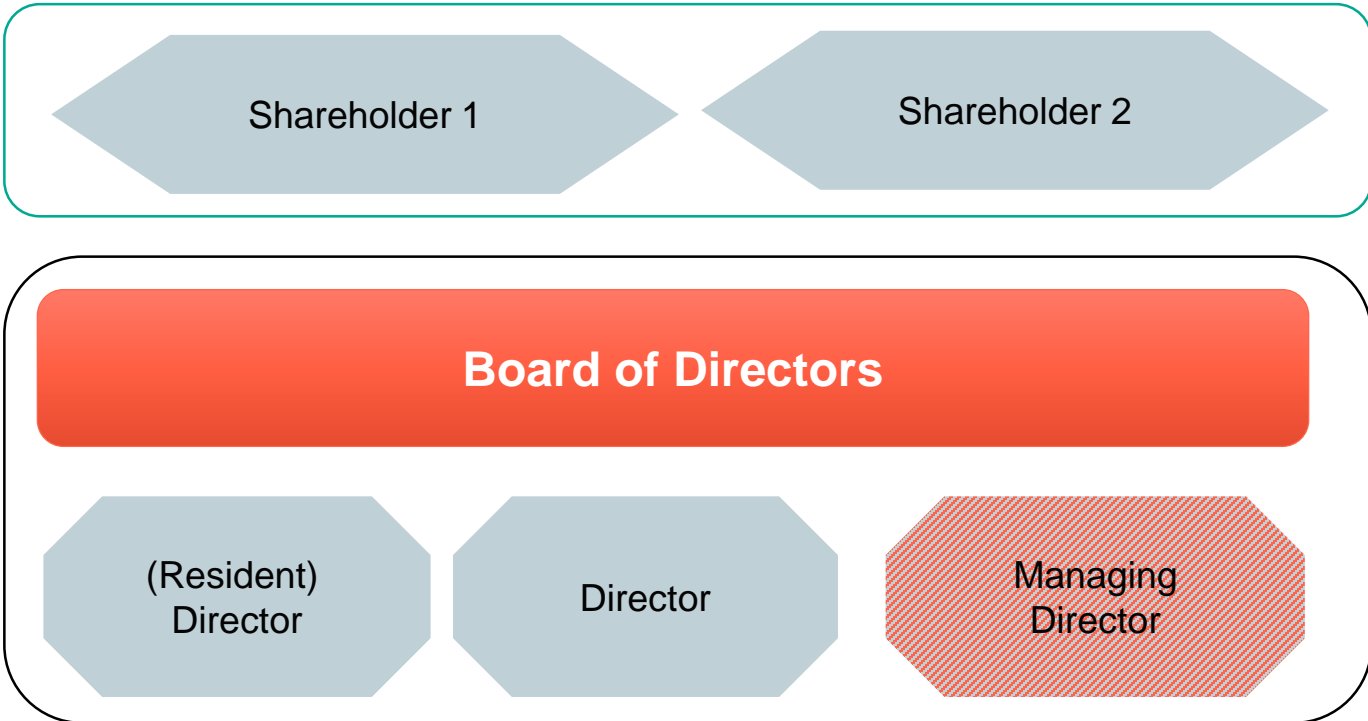 Shareholder 1
Shareholder 2
Board of Directors
(Resident)
Director
Director
Managing
Director